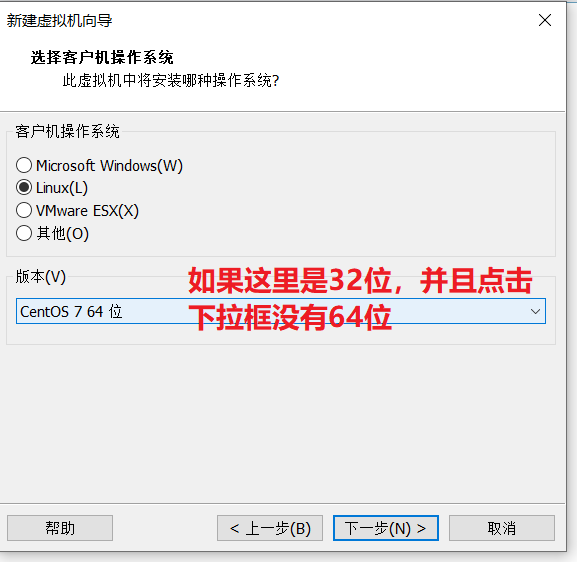 新建虚拟机向导
选择客户机操作系统
此虚拟机中将安装哪种操作系统?
客户机操作系统
Microsoft Windows(W)
Linux(L)
VMware ESX(X)
其他(O)
版本(V)
如果这里是32位，并且点击
下拉框没有64位
CentOS 7 64 位
帮助
< 上一步(B)
下一步(N) >
取消